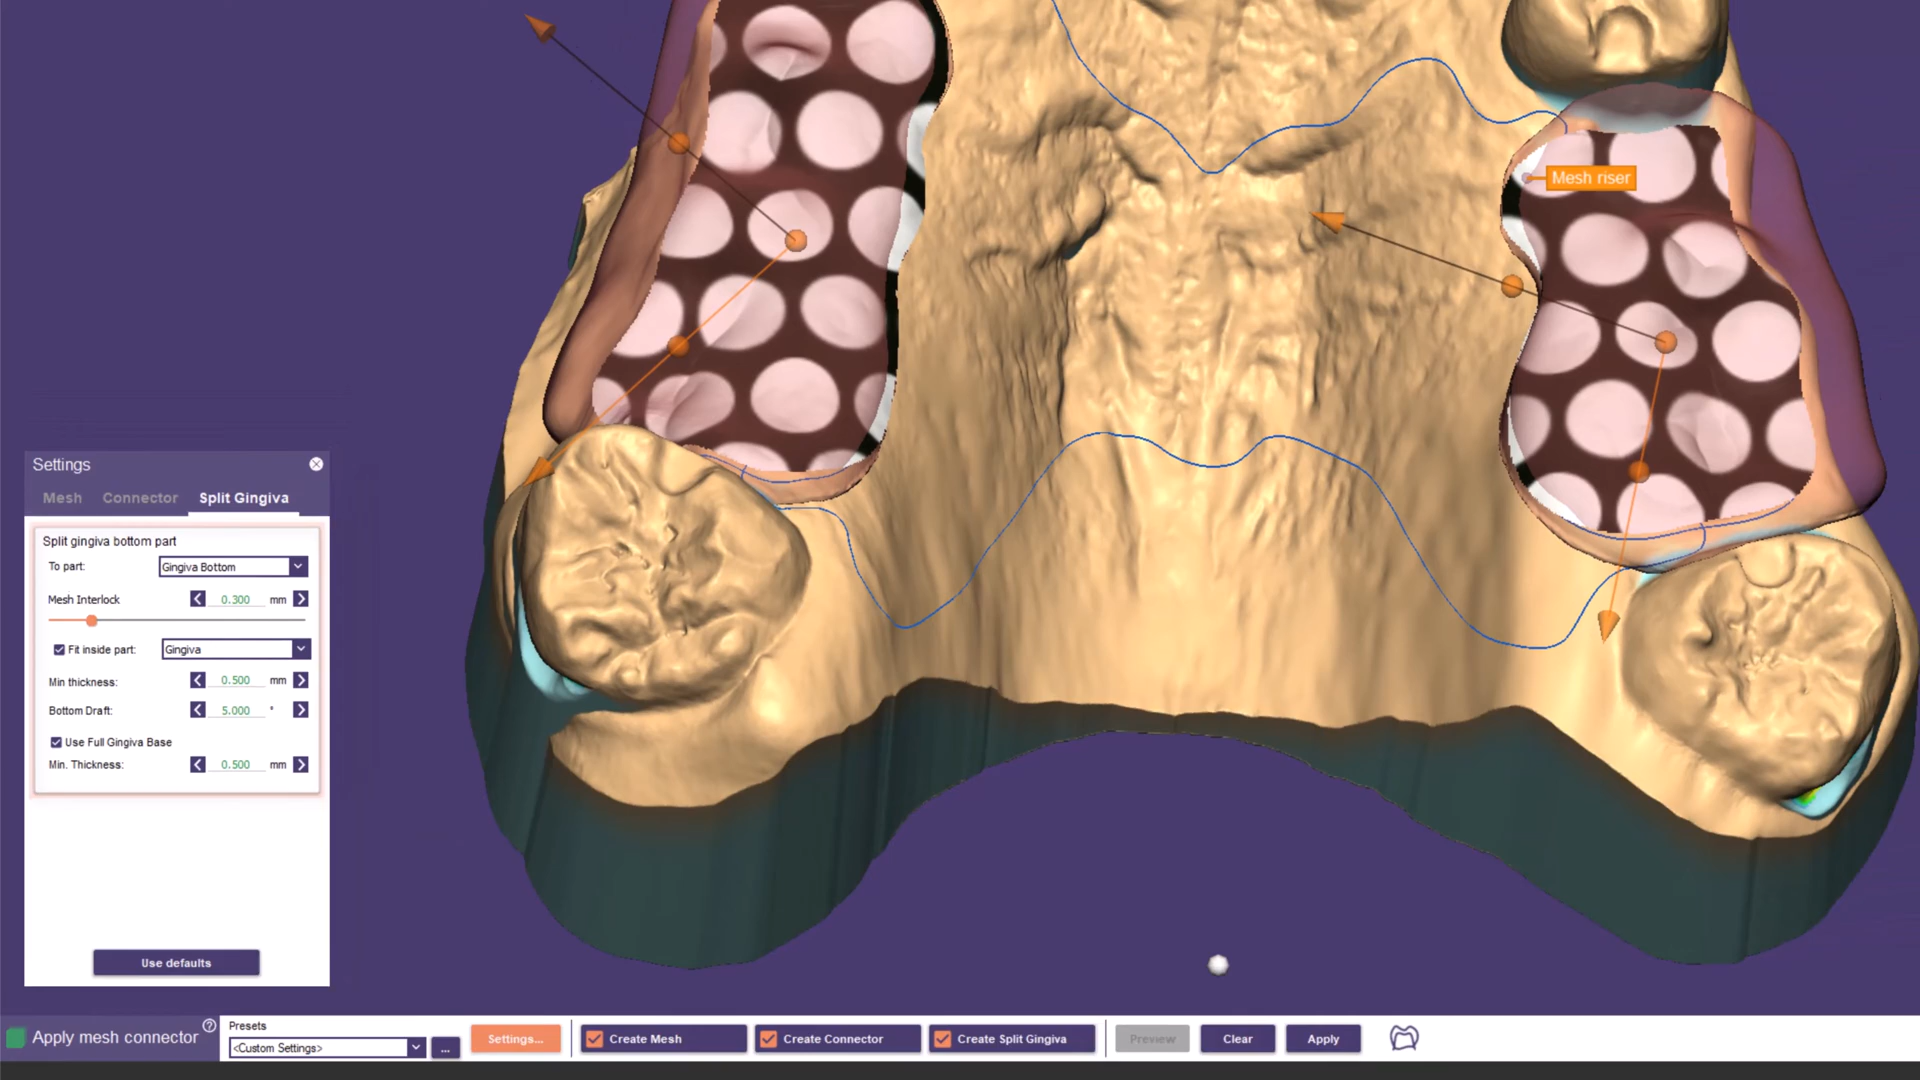 Mesh riser
Settings
Mesh Connector Split Gingiva
Split gingiva bottom part
To part: Gingiva Bottom
Mesh Interlock 0.300 mm
Fit inside part: Gingiva
Min thickness: 0.500 mm
Bottom Draft: 5.000 °
Use Full Gingiva Base
Min. Thickness: 0.500 mm
Use defaults
Apply mesh connector ?
Presets
<Custom Settings> ...
Settings... Create Mesh Create Connector Create Split Gingiva Preview Clear Apply